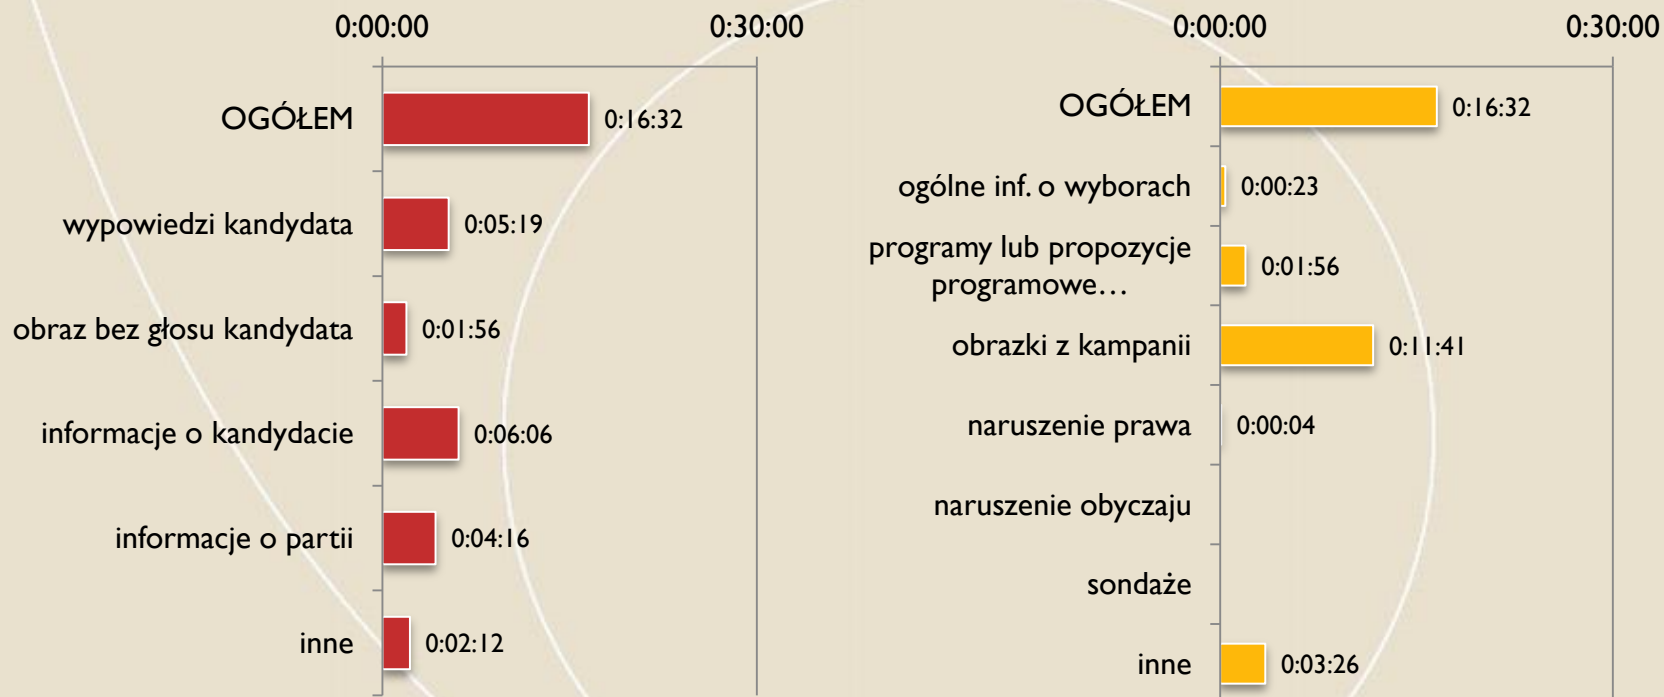 0:00:00 0:30:00
OGÓŁEM 0:16:32
wypowiedzi kandydata 0:05:19
obraz bez głosu kandydata 0:01:56
informacje o kandydacie 0:06:06
informacje o partii 0:04:16
inne 0:02:12
0:00:00 0:30:00
OGÓŁEM 0:16:32
ogólne inf. o wyborach 0:00:23
programy lub propozycje
programowe… 0:01:56
obrazki z kampanii 0:11:41
naruszenie prawa 0:00:04
naruszenie obyczaju
sondaże
inne 0:03:26